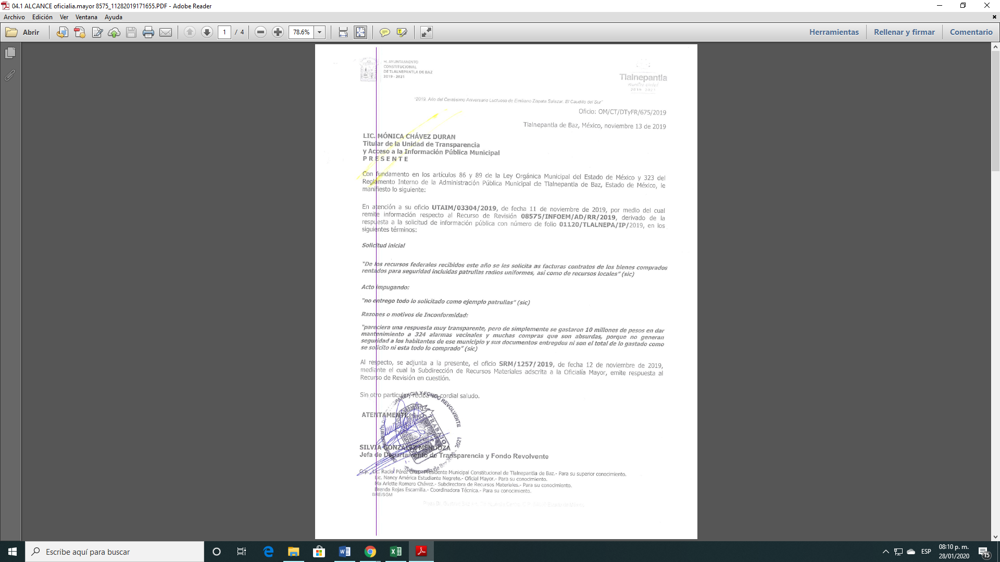 04.1 ALCANCE oficialia.mayor 8575_11282019171655.PDF - Adobe Reader
Archivo Edición Ver Ventana Ayuda
Abrir 1 / 4 78.6% Herramientas Rellenar y firmar Comentario
H. AYUNTAMIENTO
CONSTITUCIONAL
DE TLALNEPANTLA DE BAZ
2019 - 2021
Tlalnepantla
nuestra ciudad
2019 2021
"2019. Año del Centésimo Aniversario Luctuoso de Emiliano Zapata Salazar. El Caudillo del Sur"
Oficio: OM/CT/DTyFR/675/2019
Tlalnepantla de Baz, México, noviembre 13 de 2019
LIC. MÓNICA CHÁVEZ DURAN
Titular de la Unidad de Transparencia
y Acceso a la Información Pública Municipal
P R E S E N T E
Con fundamento en los artículos 86 y 89 de la Ley Orgánica Municipal del Estado de México y 323 del
Reglamento Interno de la Administración Pública Municipal de Tlalnepantla de Baz, Estado de México, le
manifiesto lo siguiente:
En atención a su oficio UTAIM/03304/2019, de fecha 11 de noviembre de 2019, por medio del cual
remite información respecto al Recurso de Revisión 08575/INFOEM/AD/RR/2019, derivado de la
respuesta a la solicitud de información pública con número de folio 01120/TLALNEPA/IP/2019, en los
siguientes términos:
Solicitud inicial
"De los recursos federales recibidos este año se les solicita as facturas contratos de los bienes comprados
rentados para seguridad incluidas patrullas radios uniformes, así como de recursos locales" (sic)
Acto impugando:
"no entrego todo lo solicitado como ejemplo patrullas" (sic)
Razones o motivos de Inconformidad:
"pareciera una respuesta muy transparente, pero de simplemente se gastaron 10 millones de pesos en dar
mantenimiento a 324 alarmas vecinales y muchas compras que son absurdas, porque no generan
seguridad a los habitantes de ese municipio y sus documentos entregdos ni son el total de lo gastado como
se solicito ni esta todo lo comprado" (sic)
Al respecto, se adjunta a la presente, el oficio SRM/1257/2019, de fecha 12 de noviembre de 2019,
mediante el cual la Subdirección de Recursos Materiales adscrita a la Oficialía Mayor, emite respuesta al
Recurso de Revisión en cuestión.
Sin otro particular, reciba un cordial saludo.
ATENTAMENTE
TRABAJO
SILVIA GONZALEZ MENDOZA
Jefa de Departamento de Transparencia y Fondo Revolvente
Ccp. Lic. Raciel Pérez Cruz.- Presidente Municipal Constitucional de Tlalnepantla de Baz.- Para su superior conocimiento.
Lic. Nancy América Estudiante Negrete.- Oficial Mayor.- Para su conocimiento.
Ma Arlette Romero Chávez.- Subdirectora de Recursos Materiales.- Para su conocimiento.
Brenda Rojas Escamilla.- Coordinadora Técnica.- Para su conocimiento.
BRE/SGM
Escribe aquí para buscar
ESP
08:10 p. m.
28/01/2020
15